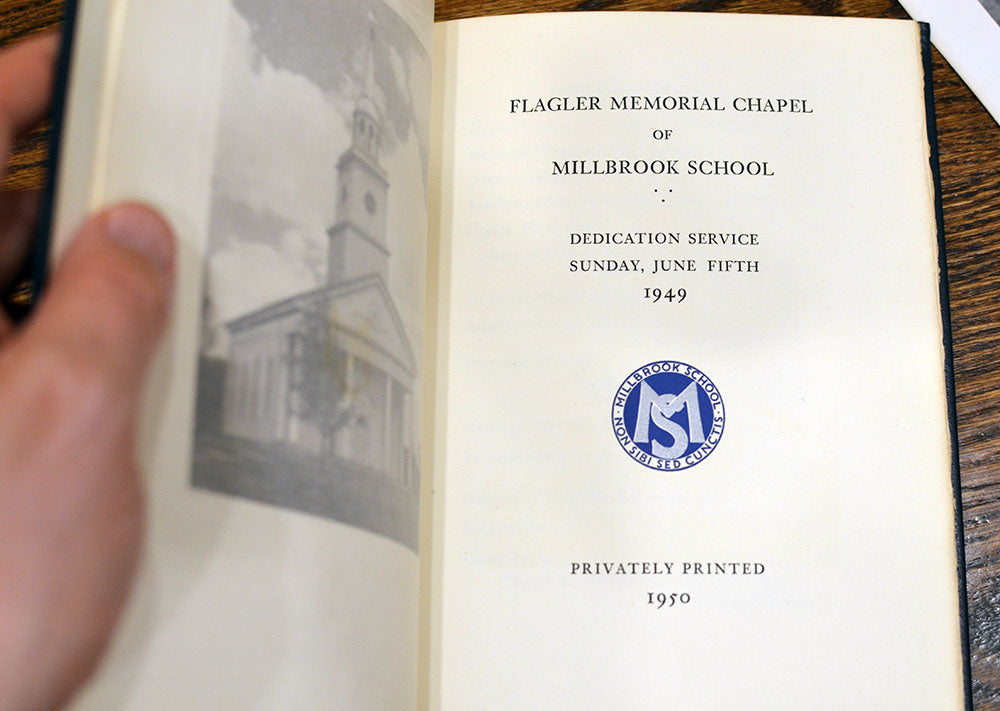 FLAGLER MEMORIAL CHAPEL
OF
MILLBROOK SCHOOL
DEDICATION SERVICE
SUNDAY, JUNE FIFTH
1949
· MILLBROOK SCHOOL ·
NON SIBI SED CUNCTIS
MS
PRIVATELY PRINTED
1950